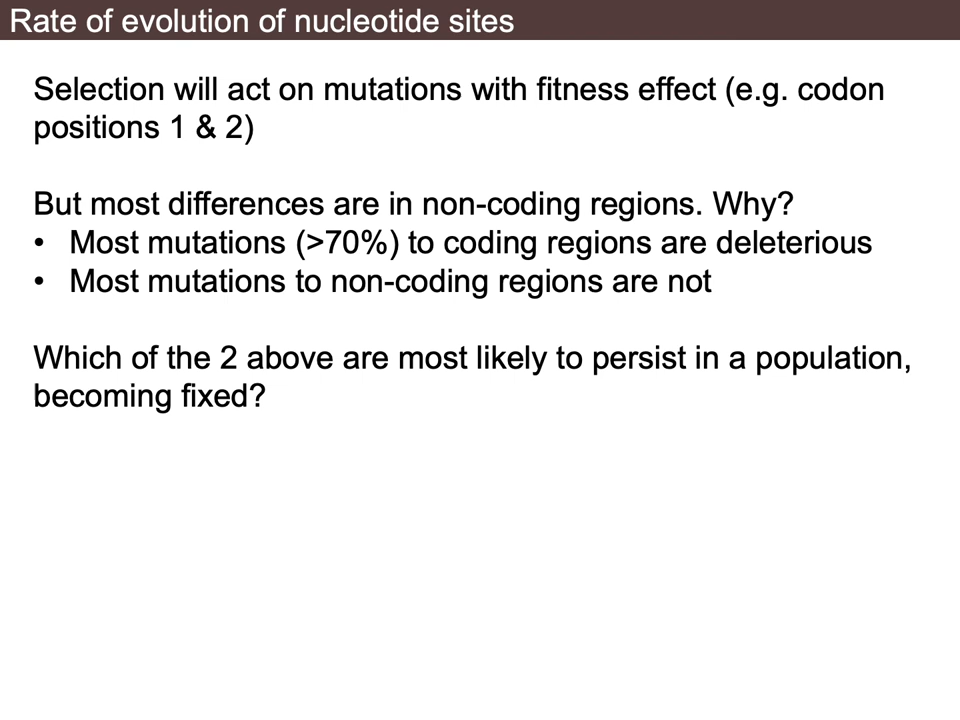 Rate of evolution of nucleotide sites
Selection will act on mutations with fitness effect (e.g. codon
positions 1 & 2)
But most differences are in non-coding regions. Why?
• Most mutations (>70%) to coding regions are deleterious
• Most mutations to non-coding regions are not
Which of the 2 above are most likely to persist in a population,
becoming fixed?